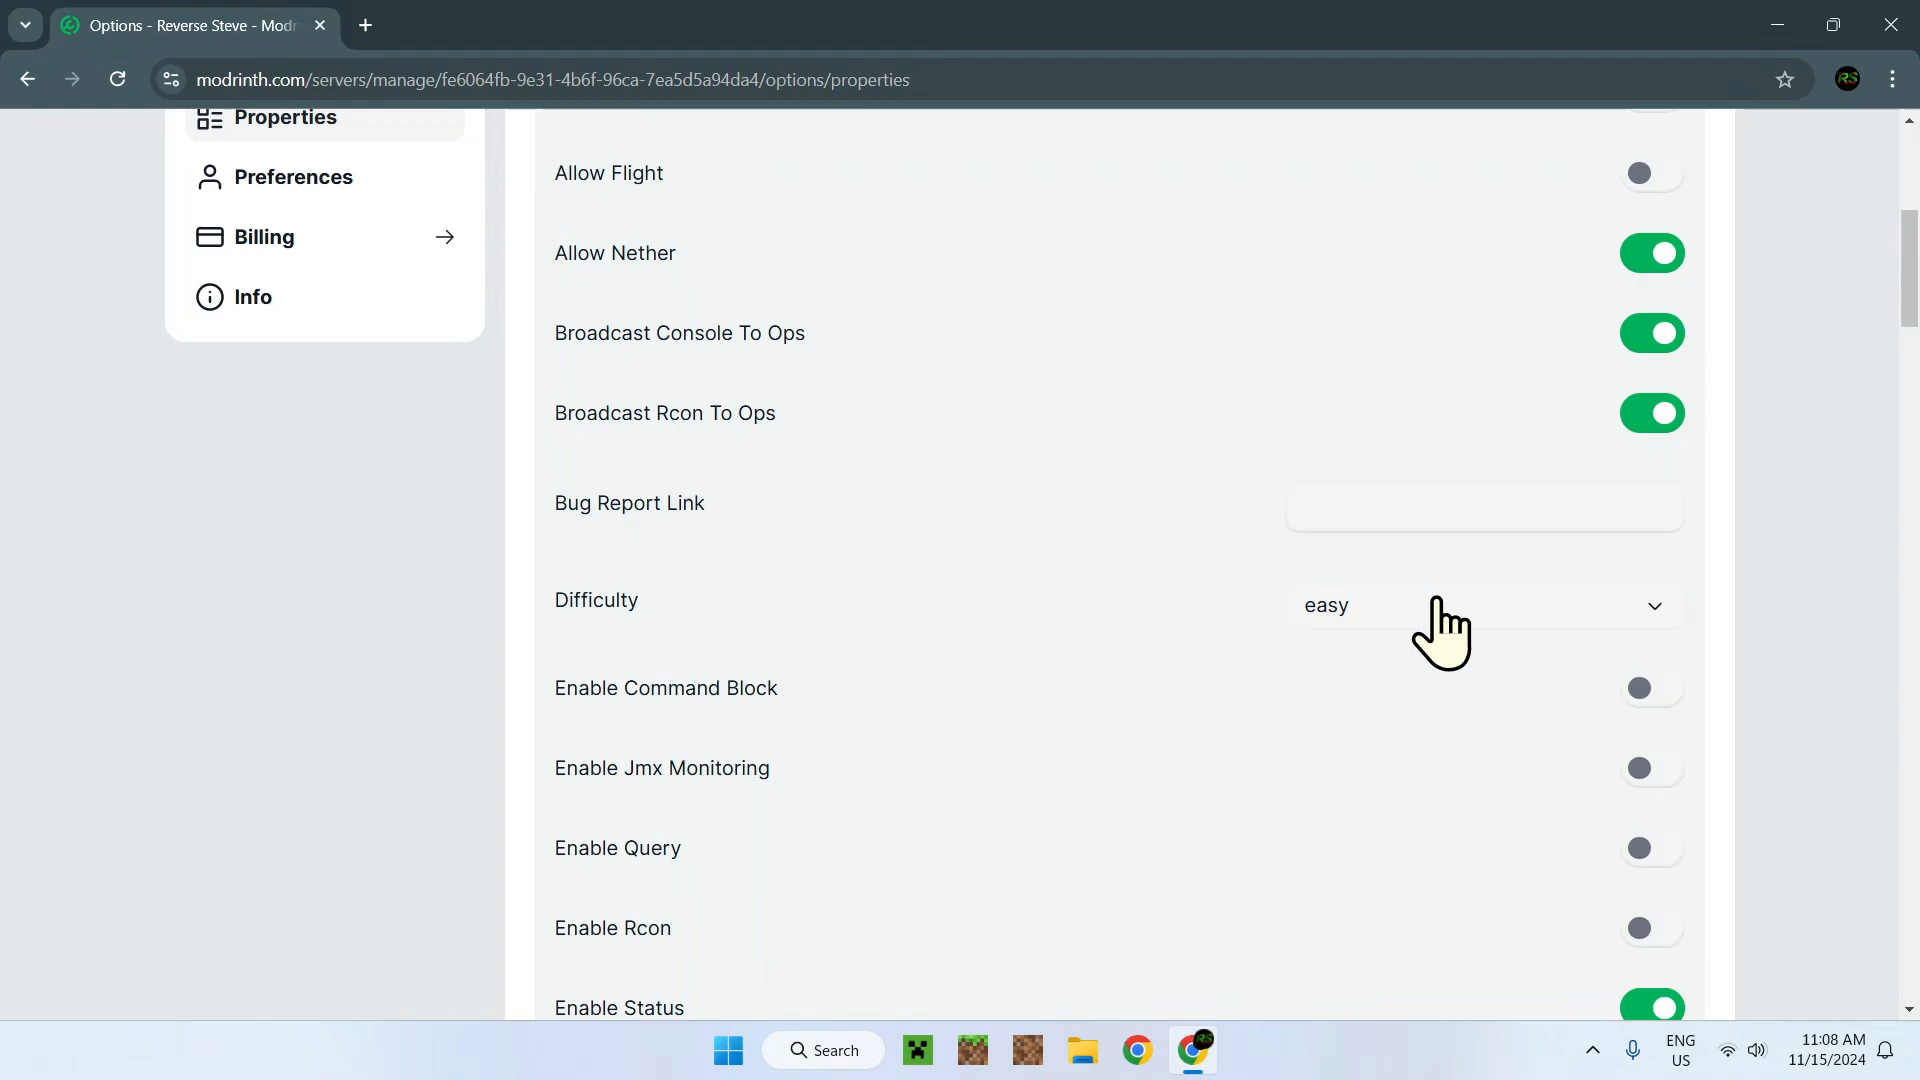 Options - Reverse Steve - Modr
modrinth.com/servers/manage/fe6064fb-9e31-4b6f-96ca-7ea5d5a94da4/options/properties
RS
Properties
Preferences
Billing
Info
Allow Flight
Allow Nether
Broadcast Console To Ops
Broadcast Rcon To Ops
Bug Report Link
Difficulty
easy
Enable Command Block
Enable Jmx Monitoring
Enable Query
Enable Rcon
Enable Status
Search
RS
ENG
US
11:08 AM
11/15/2024